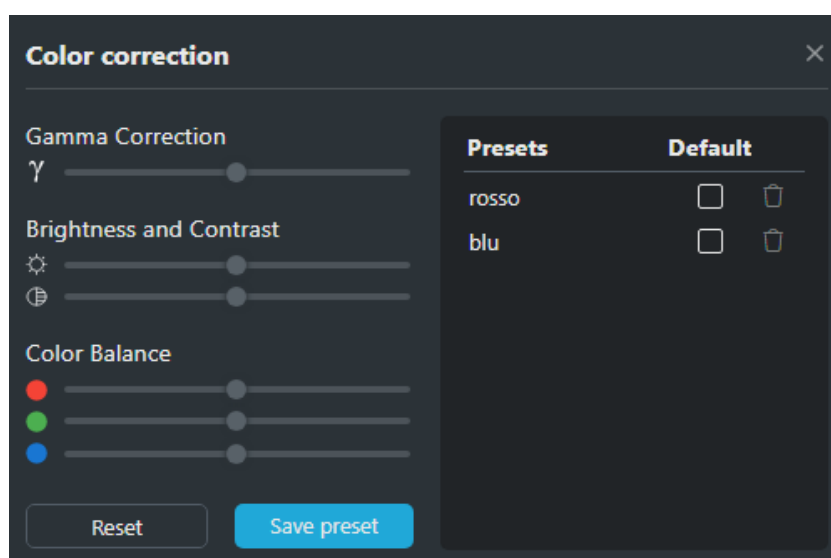 Color correction
Gamma Correction
γ
Brightness and Contrast
Color Balance
Reset
Save preset
Presets Default
rosso
blu